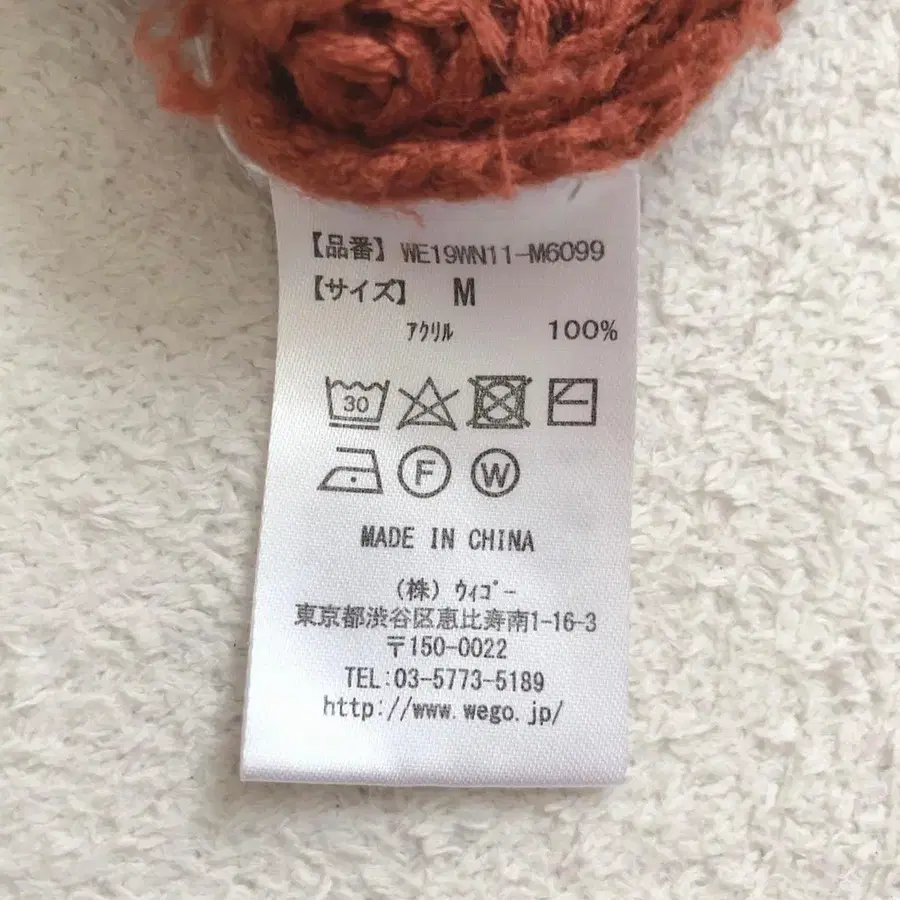 【品番】 WE19WN11-M6099
【サイズ】 M
ｱｸﾘﾙ 100%
30
F W
MADE IN CHINA
(株) ｳｨｺﾞｰ
東京都渋谷区恵比寿南1-16-3
〒150-0022
TEL:03-5773-5189
http://www.wego.jp/